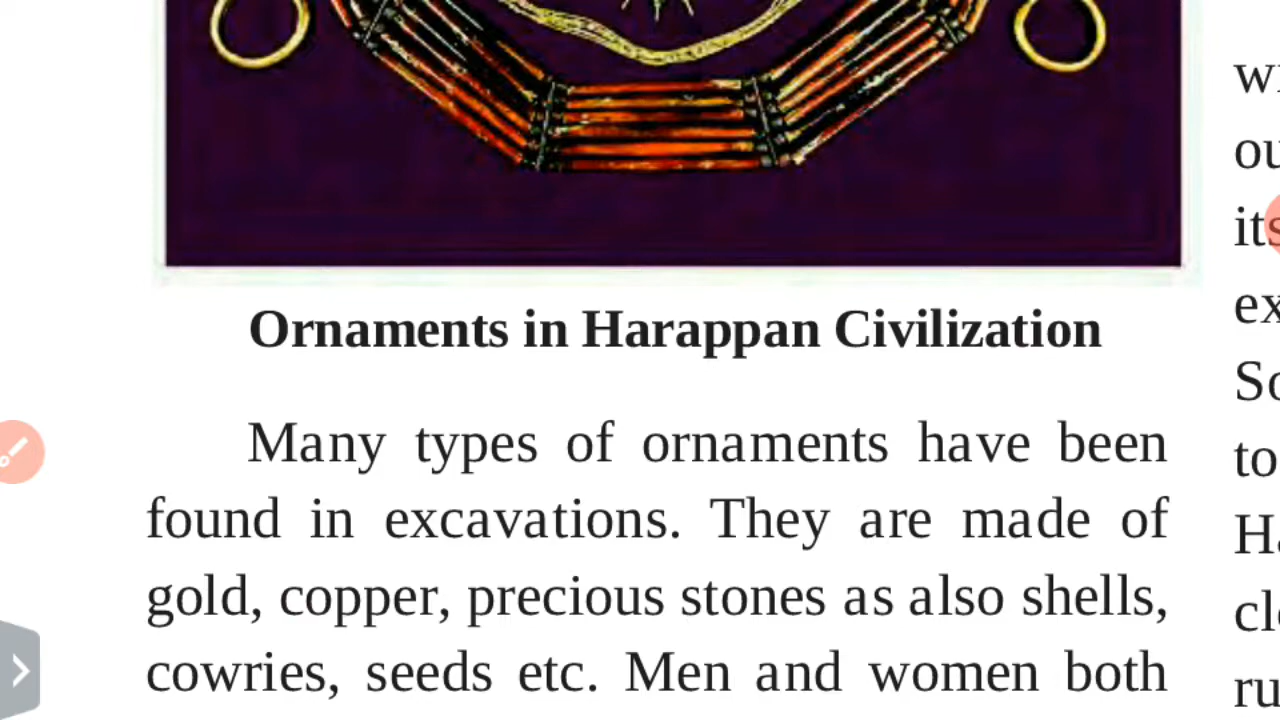 Ornaments in Harappan Civilization
Many types of ornaments have been
found in excavations. They are made of
gold, copper, precious stones as also shells,
cowries, seeds etc. Men and women both